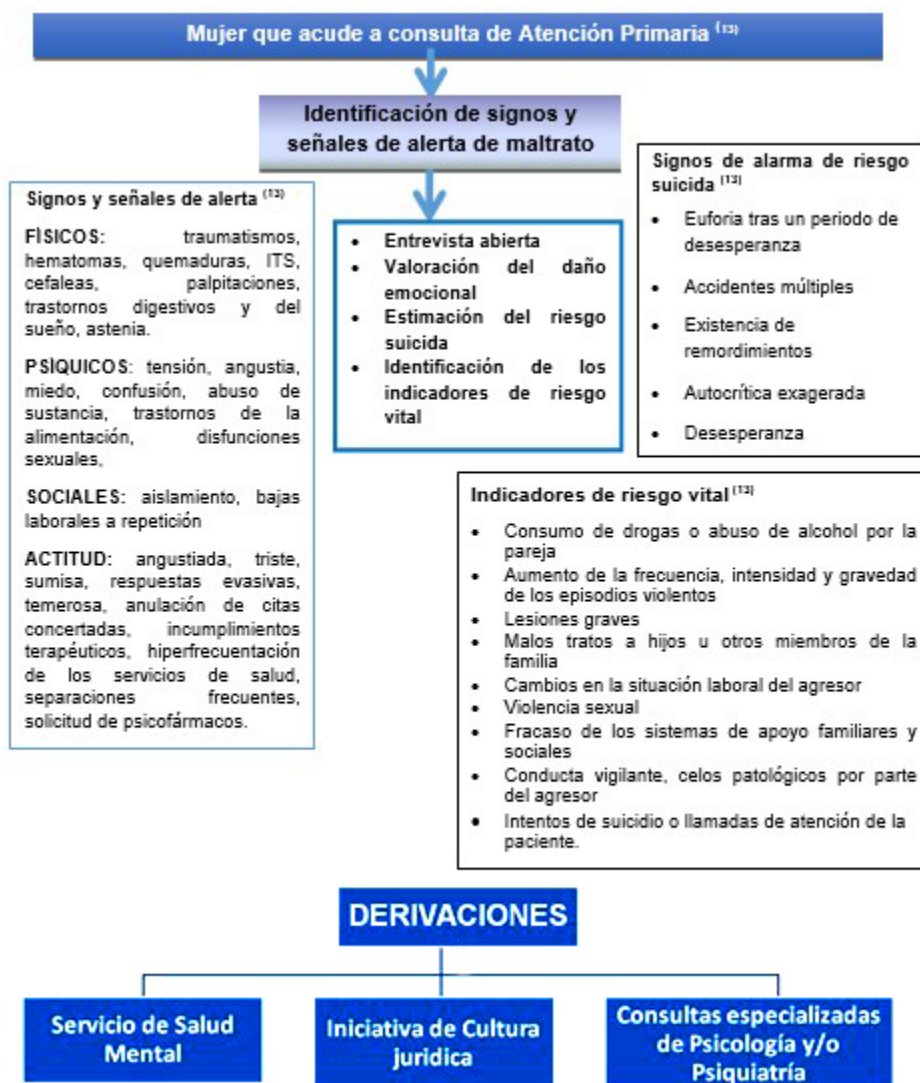 Mujer que acude a consulta de Atención Primaria (13)
Identificación de signos y
señales de alerta de maltrato
Signos y señales de alerta (13)
FÌSICOS: traumatismos,
hematomas, quemaduras, ITS,
cefaleas, palpitaciones,
trastornos digestivos y del
sueño, astenia.
PSÌQUICOS: tensión, angustia,
miedo, confusión, abuso de
sustancia, trastornos de la
alimentación, disfunciones
sexuales,
SOCIALES: aislamiento, bajas
laborales a repetición
ACTITUD: angustiada, triste,
sumisa, respuestas evasivas,
temerosa, anulación de citas
concertadas, incumplimientos
terapéuticos, hiperfrecuentación
de los servicios de salud,
separaciones frecuentes,
solicitud de psicofármacos.
• Entrevista abierta
• Valoración del daño
emocional
• Estimación del riesgo
suicida
• Identificación de los
indicadores de riesgo
vital
Signos de alarma de riesgo
suicida (13)
• Euforia tras un periodo de
desesperanza
• Accidentes múltiples
• Existencia de
remordimientos
• Autocrítica exagerada
• Desesperanza
Indicadores de riesgo vital (13)
• Consumo de drogas o abuso de alcohol por la
pareja
• Aumento de la frecuencia, intensidad y gravedad
de los episodios violentos
• Lesiones graves
• Malos tratos a hijos u otros miembros de la
familia
• Cambios en la situación laboral del agresor
• Violencia sexual
• Fracaso de los sistemas de apoyo familiares y
sociales
• Conducta vigilante, celos patológicos por parte
del agresor
• Intentos de suicidio o llamadas de atención de la
paciente.
DERIVACIONES
Servicio de Salud
Mental
Iniciativa de Cultura
juridica
Consultas especializadas
de Psicología y/o
Psiquiatría